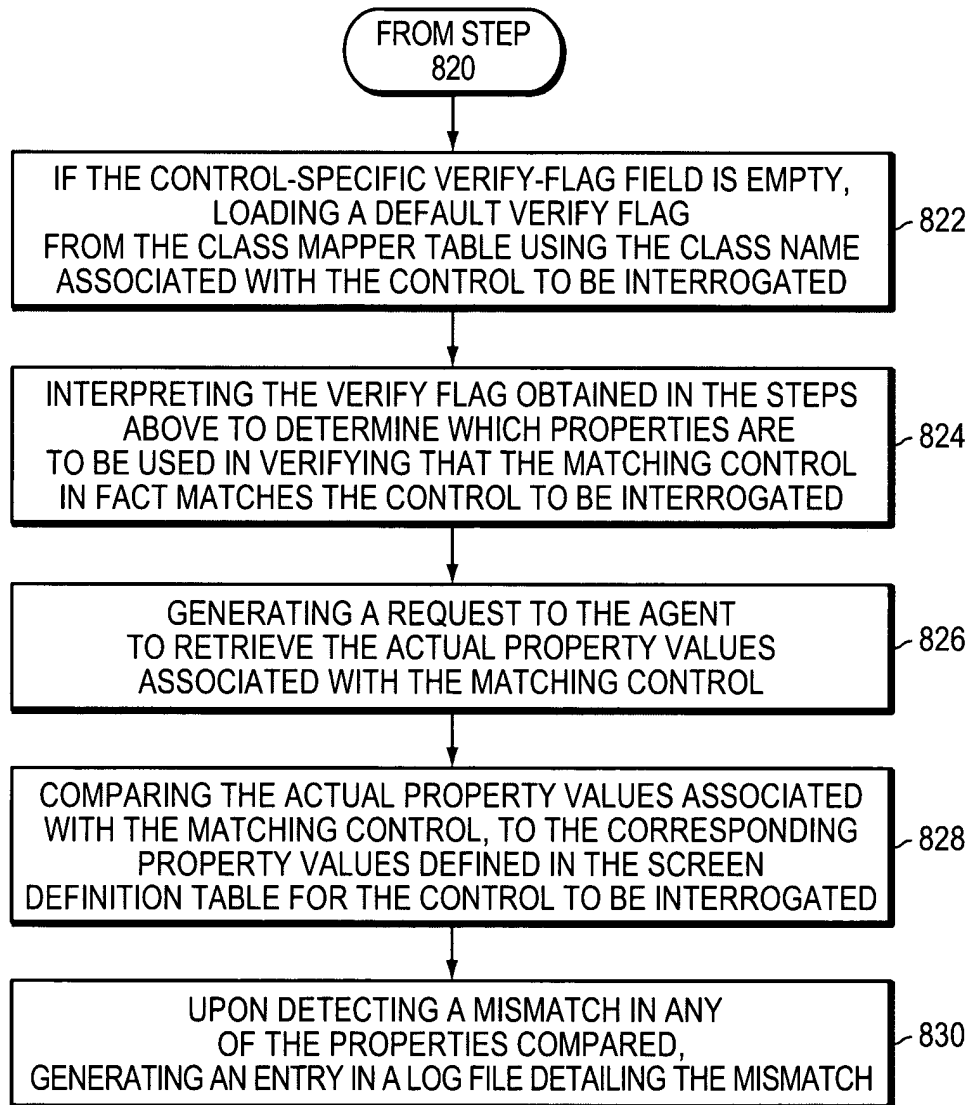 FROM STEP
820
IF THE CONTROL-SPECIFIC VERIFY-FLAG FIELD IS EMPTY,
LOADING A DEFAULT VERIFY FLAG
FROM THE CLASS MAPPER TABLE USING THE CLASS NAME
ASSOCIATED WITH THE CONTROL TO BE INTERROGATED
822
INTERPRETING THE VERIFY FLAG OBTAINED IN THE STEPS
ABOVE TO DETERMINE WHICH PROPERTIES ARE
TO BE USED IN VERIFYING THAT THE MATCHING CONTROL
IN FACT MATCHES THE CONTROL TO BE INTERROGATED
824
GENERATING A REQUEST TO THE AGENT
TO RETRIEVE THE ACTUAL PROPERTY VALUES
ASSOCIATED WITH THE MATCHING CONTROL
826
COMPARING THE ACTUAL PROPERTY VALUES ASSOCIATED
WITH THE MATCHING CONTROL, TO THE CORRESPONDING
PROPERTY VALUES DEFINED IN THE SCREEN
DEFINITION TABLE FOR THE CONTROL TO BE INTERROGATED
828
UPON DETECTING A MISMATCH IN ANY
OF THE PROPERTIES COMPARED,
GENERATING AN ENTRY IN A LOG FILE DETAILING THE MISMATCH
830